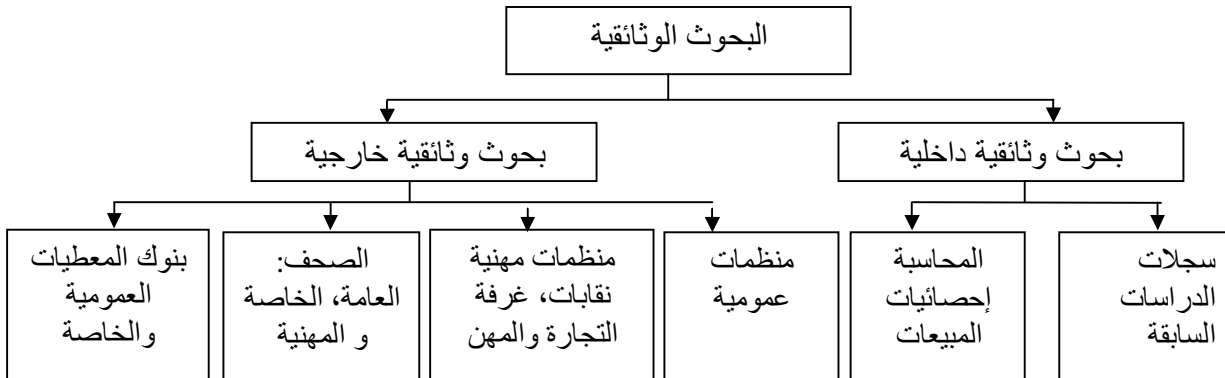 البحوث الوثائقية
بحوث وثائقية داخلية
بحوث وثائقية خارجية
سجلات
الدراسات
السابقة
المحاسبة
إحصائيات
المبيعات
منظمات
عمومية
منظمات مهنية
نقابات، غرفة
التجارة والمهن
الصحف:
العامة، الخاصة
و المهنية
بنوك المعطيات
العمومية
والخاصة